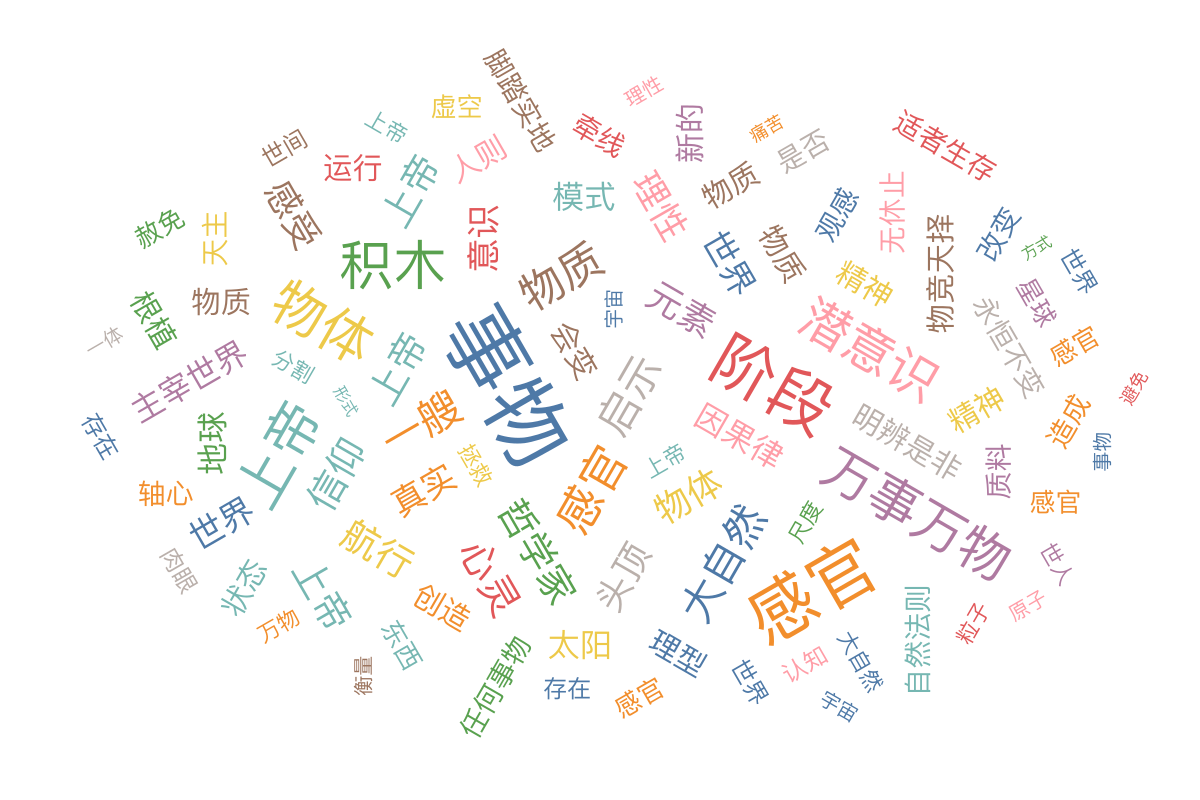 脚踏实地
理性
虚空
上帝
牵线
新的
痛苦
适者生存
世间
运行
人则
是否
上帝
模式
理性
物质
感受
意识
观感
无休止
赦免
天主
积木
世界
物质
物竞天择
改变
方式
世界
物质
根植
物体
物质
宇宙
元素
精神
潜意识
永恒不变
星球
感官
一体
主宰世界
分割
上帝
形式
事物
会变
启示
阶段
避免
存在
地球
上帝
信仰
一艘
拯救
真实
感官
上帝
物体
因果律
明辨是非
精神
造成
事物
轴心
世界
航行
哲学家
大自然
尺度
万事万物
质料
感官
肉眼
状态
上帝
创造
心灵
头顶
感官
世人
万物
东西
衡量
任何事物
太阳
存在
感官
理型
世界
认知
大自然
宇宙
自然法则
粒子
原子